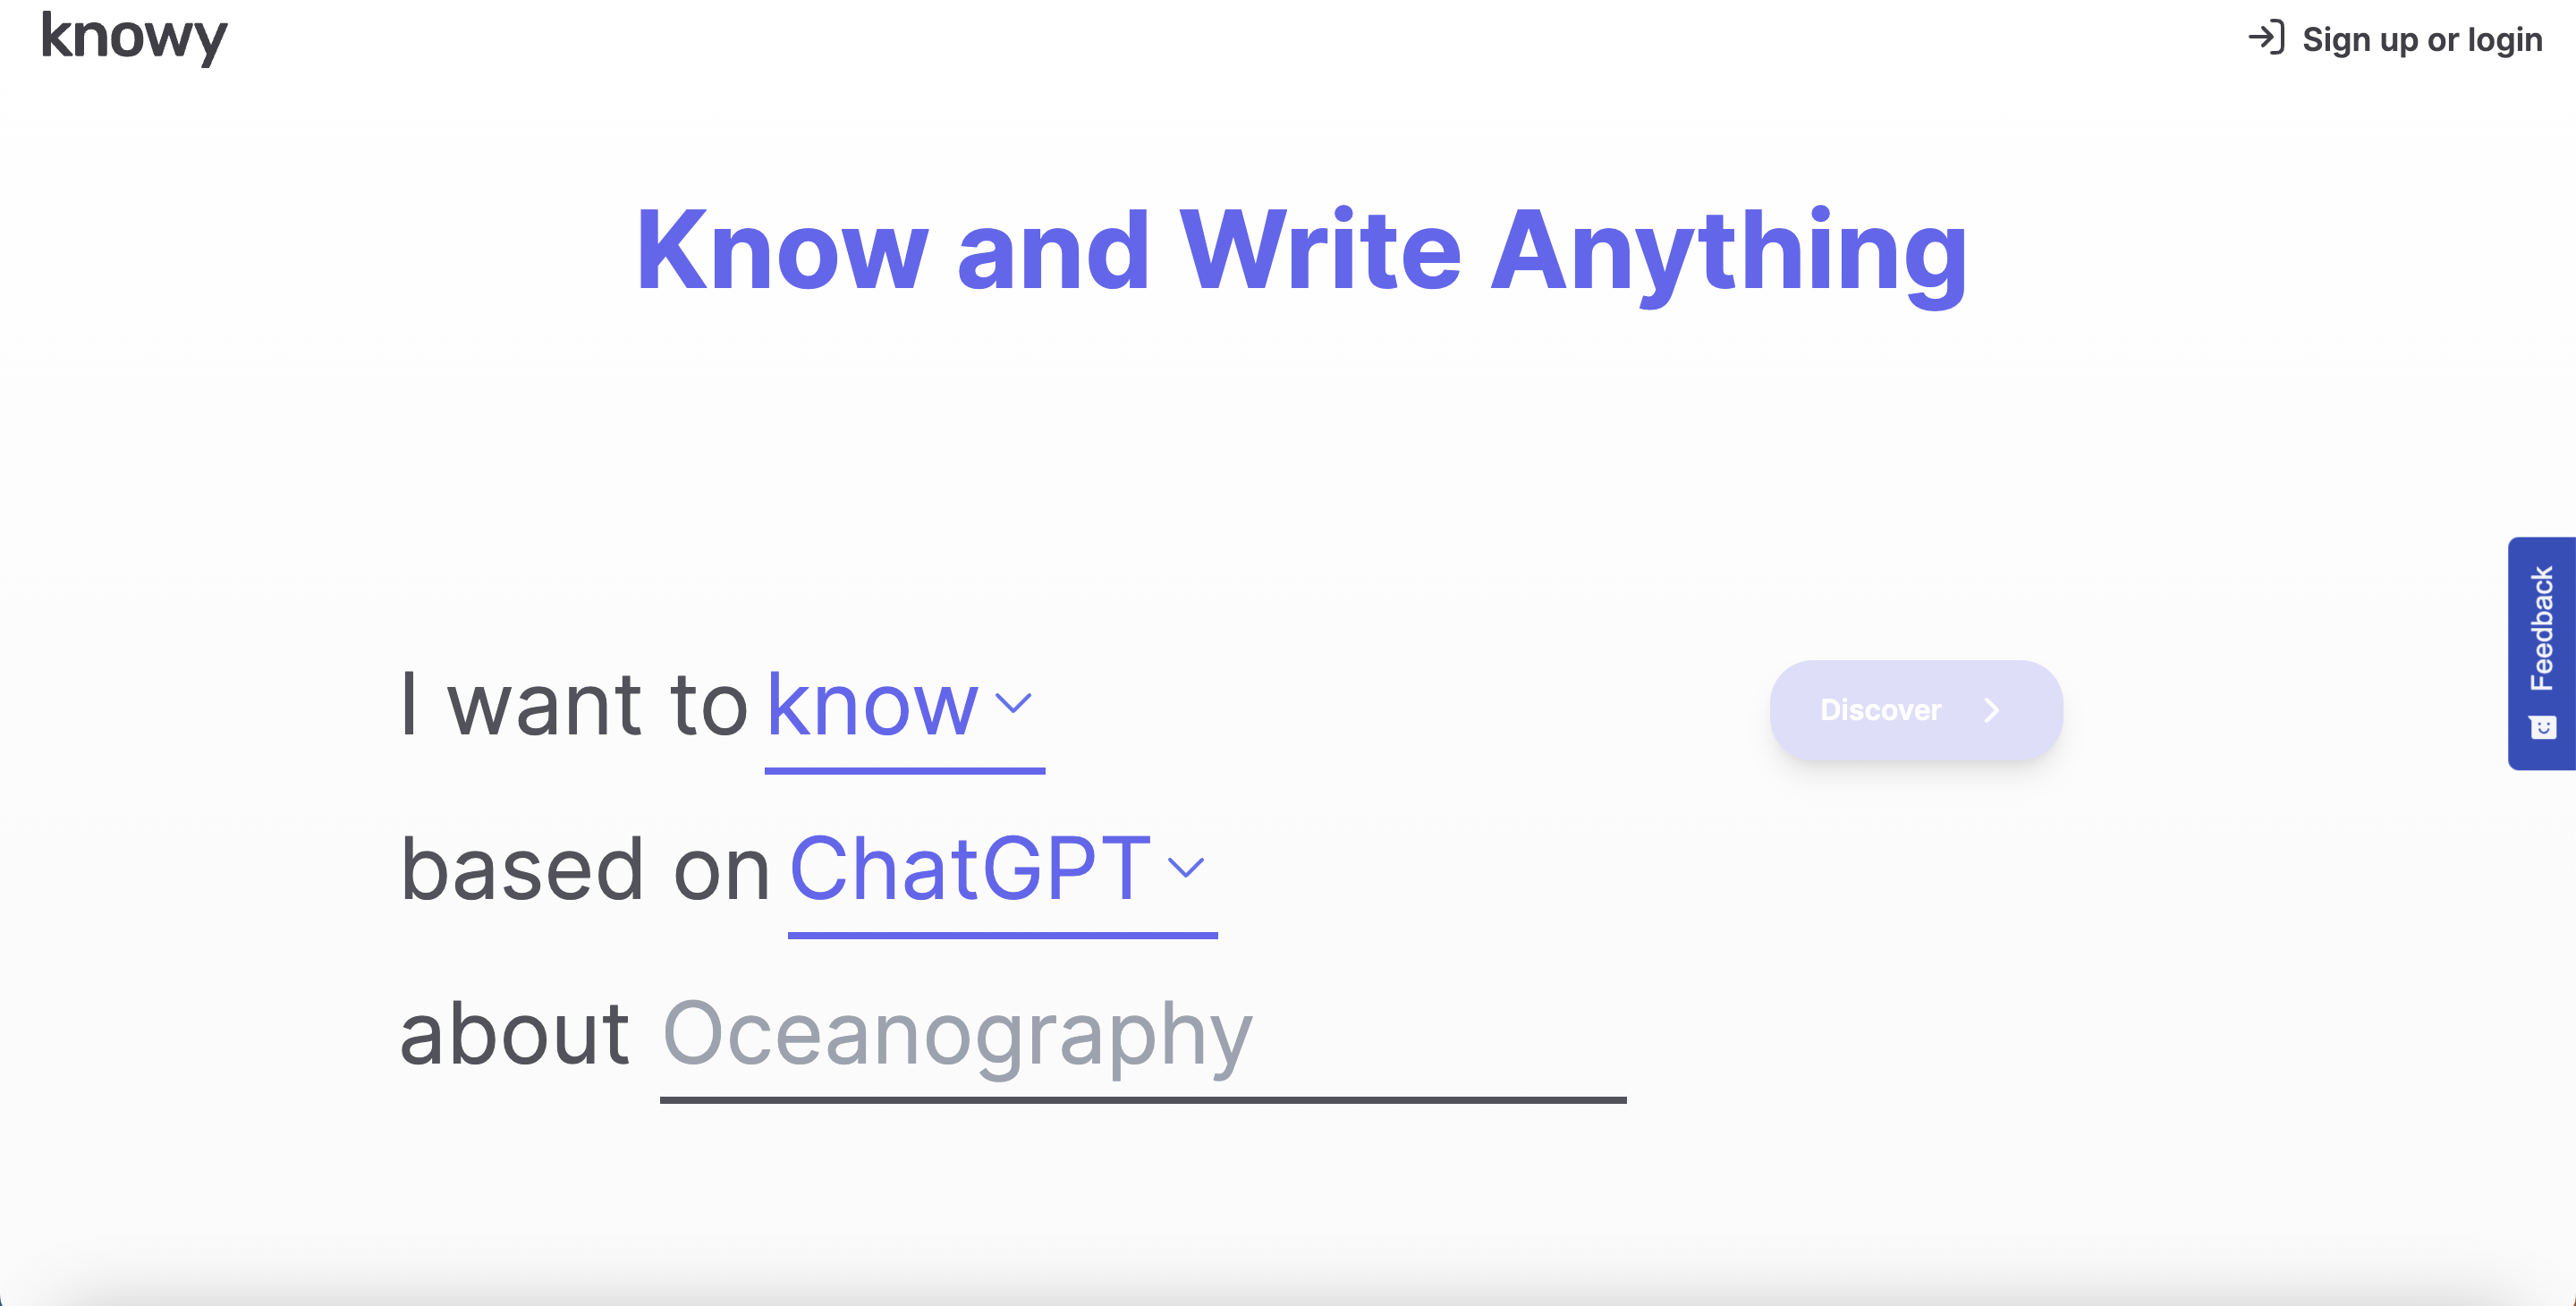 knowy
Sign up or login
Know and Write Anything
I want to know
Discover
based on ChatGPT
about Oceanography
Feedback